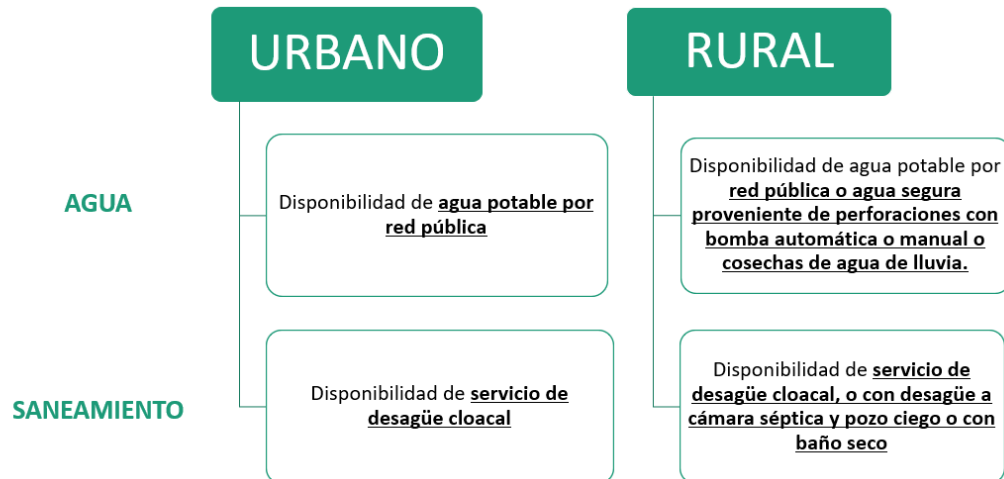 URBANO
RURAL
AGUA
Disponibilidad de agua potable por
red pública
Disponibilidad de agua potable por
red pública o agua segura
proveniente de perforaciones con
bomba automática o manual o
cosechas de agua de lluvia.
SANEAMIENTO
Disponibilidad de servicio de
desagüe cloacal
Disponibilidad de servicio de
desagüe cloacal, o con desagüe a
cámara séptica y pozo ciego o con
baño seco